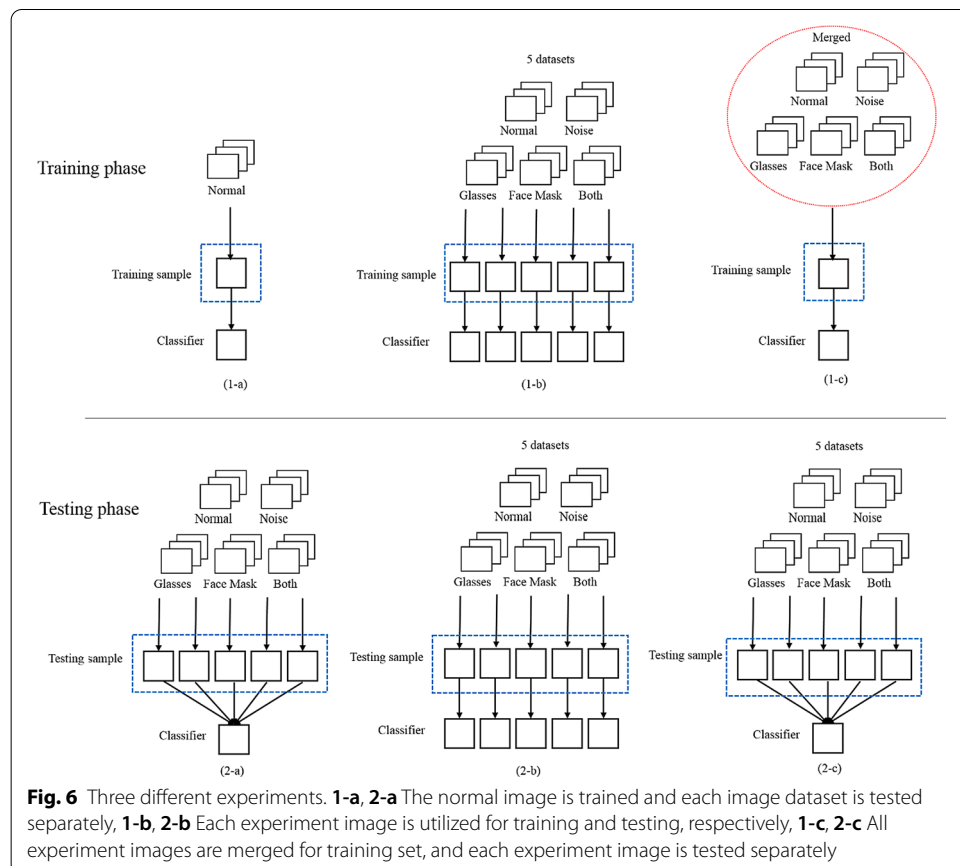 Merged
5 datasets
Normal Noise
Normal Noise
Training phase
Glasses Face Mask Both
Normal
Glasses Face Mask Both
Training sample
Training sample
Training sample
Classifier
Classifier
Classifier
(1-a)
(1-b)
(1-c)
5 datasets
5 datasets
Testing phase
Normal Noise
Normal Noise
Normal Noise
Glasses Face Mask Both
Glasses Face Mask Both
Glasses Face Mask Both
Testing sample
Testing sample
Testing sample
Classifier
Classifier
Classifier
(2-a)
(2-b)
(2-c)
Fig. 6 Three different experiments. 1-a, 2-a The normal image is trained and each image dataset is tested
separately, 1-b, 2-b Each experiment image is utilized for training and testing, respectively, 1-c, 2-c All
experiment images are merged for training set, and each experiment image is tested separately